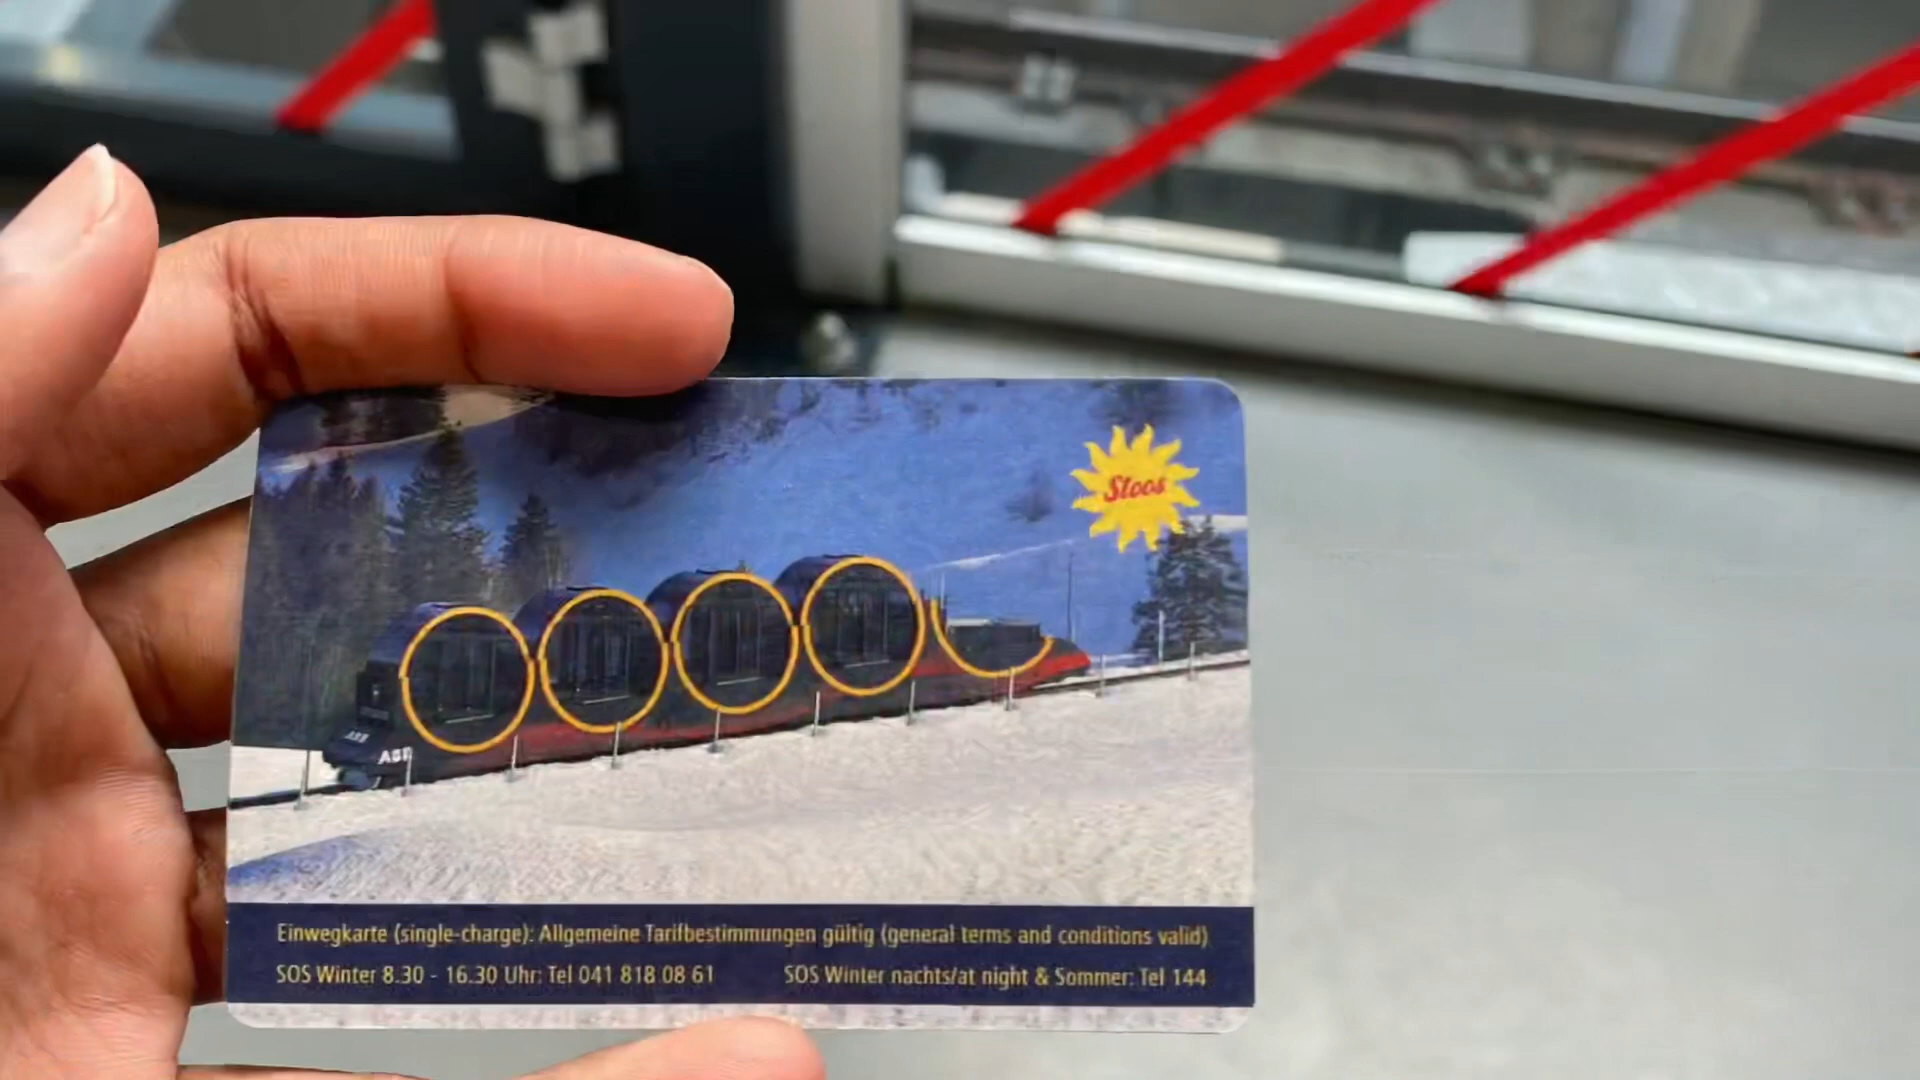 Stoos
ABB
Einwegkarte (single-charge): Allgemeine Tarifbestimmungen gültig (general terms and conditions valid)
SOS Winter 8.30 - 16.30 Uhr: Tel 041 818 08 61
SOS Winter nachts/at night & Sommer: Tel 144